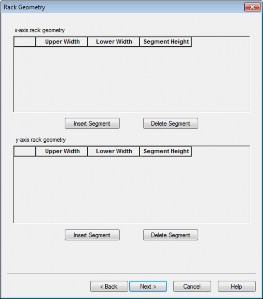 Rack Geometry
x-axis rack geometry
Upper Width Lower Width Segment Height
Insert Segment Delete Segment
y-axis rack geometry
Upper Width Lower Width Segment Height
Insert Segment Delete Segment
< Back Next > Cancel Help